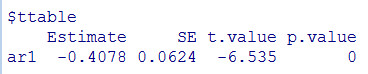 $ttable
    Estimate     SE t.value p.value
ar1  -0.4078 0.0624  -6.535       0